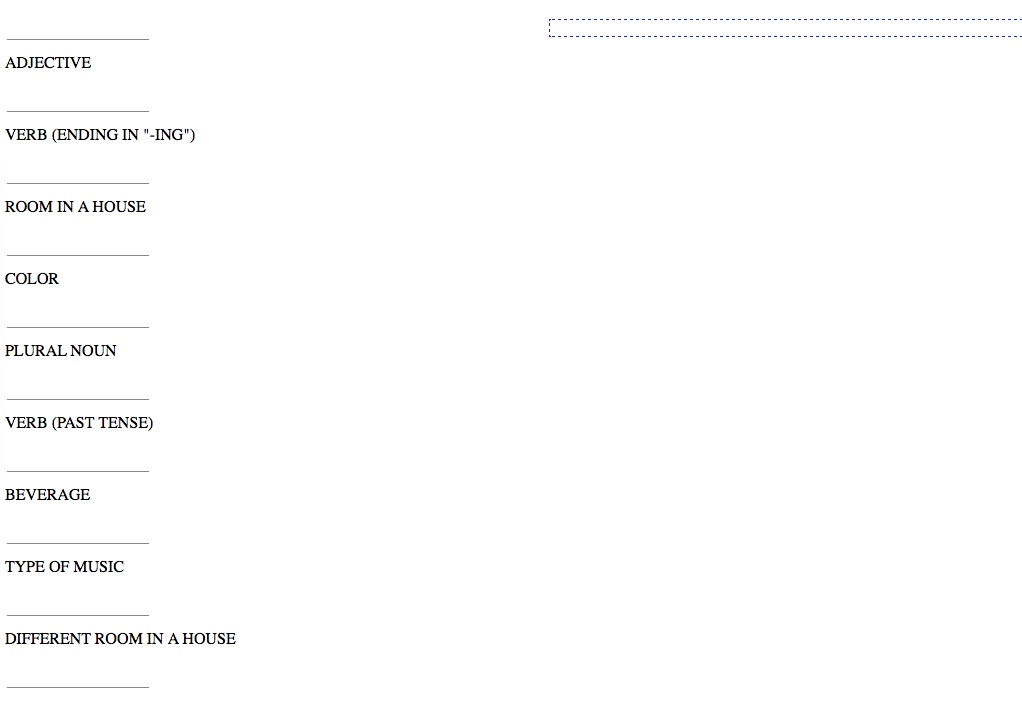 ADJECTIVE
VERB (ENDING IN "-ING")
ROOM IN A HOUSE
COLOR
PLURAL NOUN
VERB (PAST TENSE)
BEVERAGE
TYPE OF MUSIC
DIFFERENT ROOM IN A HOUSE